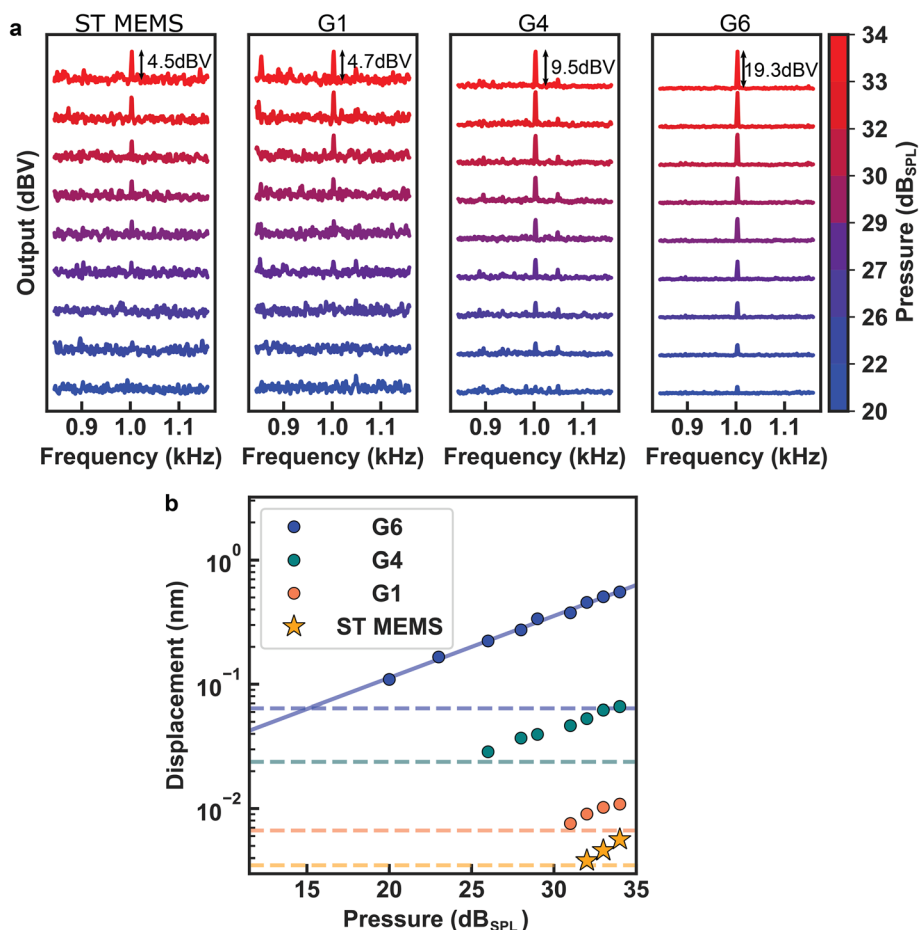 a
ST MEMS G1 G4 G6
4.5dBV 4.7dBV 9.5dBV 19.3dBV
Output (dBV)
0.9 1.0 1.1 0.9 1.0 1.1 0.9 1.0 1.1 0.9 1.0 1.1
Frequency (kHz) Frequency (kHz) Frequency (kHz) Frequency (kHz)
34
33
32
30
29
27
26
22
20
Pressure (dBSPL)
b
G6
G4
G1
ST MEMS
Displacement (nm)
10^0
10^-1
10^-2
15 20 25 30 35
Pressure (dBSPL)